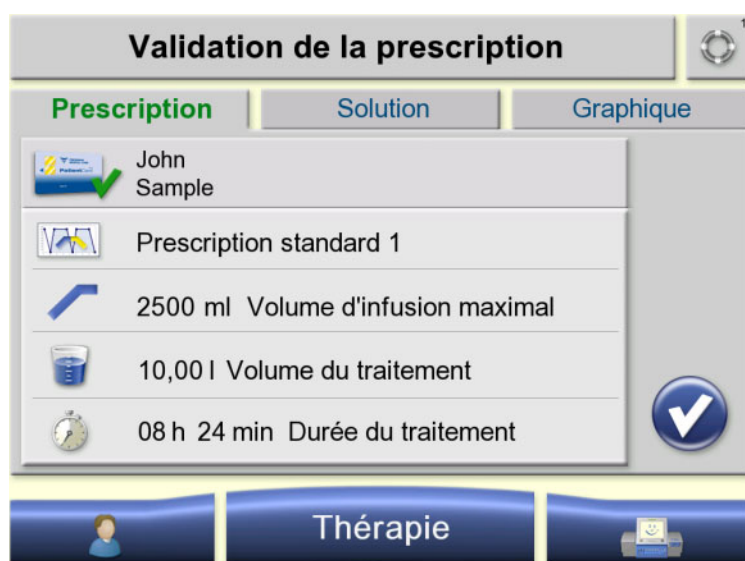 Validation de la prescription
Prescription
Solution
Graphique
John
Sample
Prescription standard 1
2500 ml Volume d'infusion maximal
10,00 l Volume du traitement
08 h 24 min Durée du traitement
Thérapie